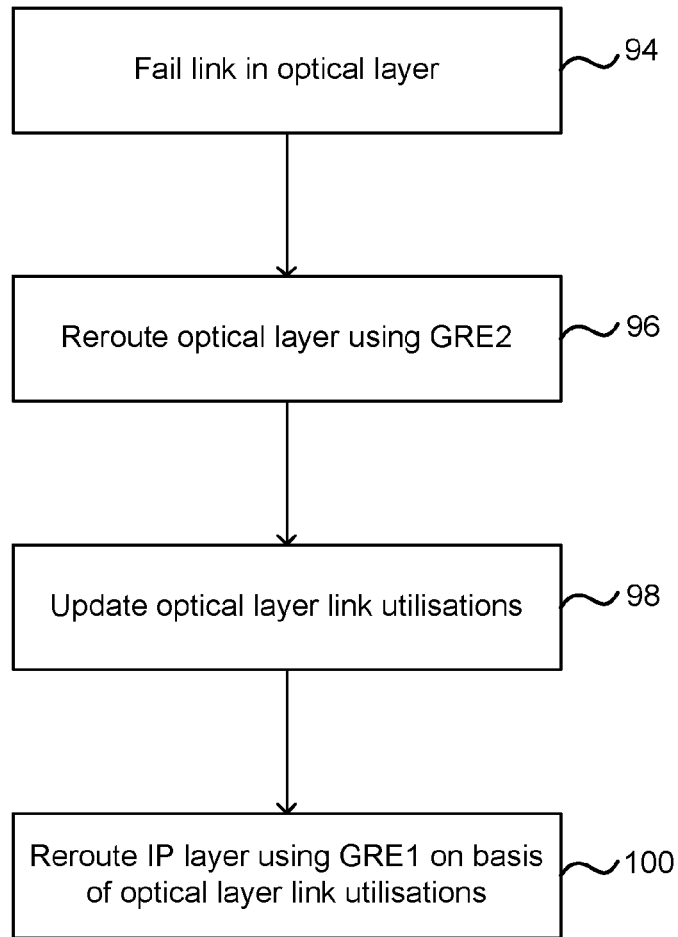 Fail link in optical layer
94
Reroute optical layer using GRE2
96
Update optical layer link utilisations
98
Reroute IP layer using GRE1 on basis
of optical layer link utilisations
100